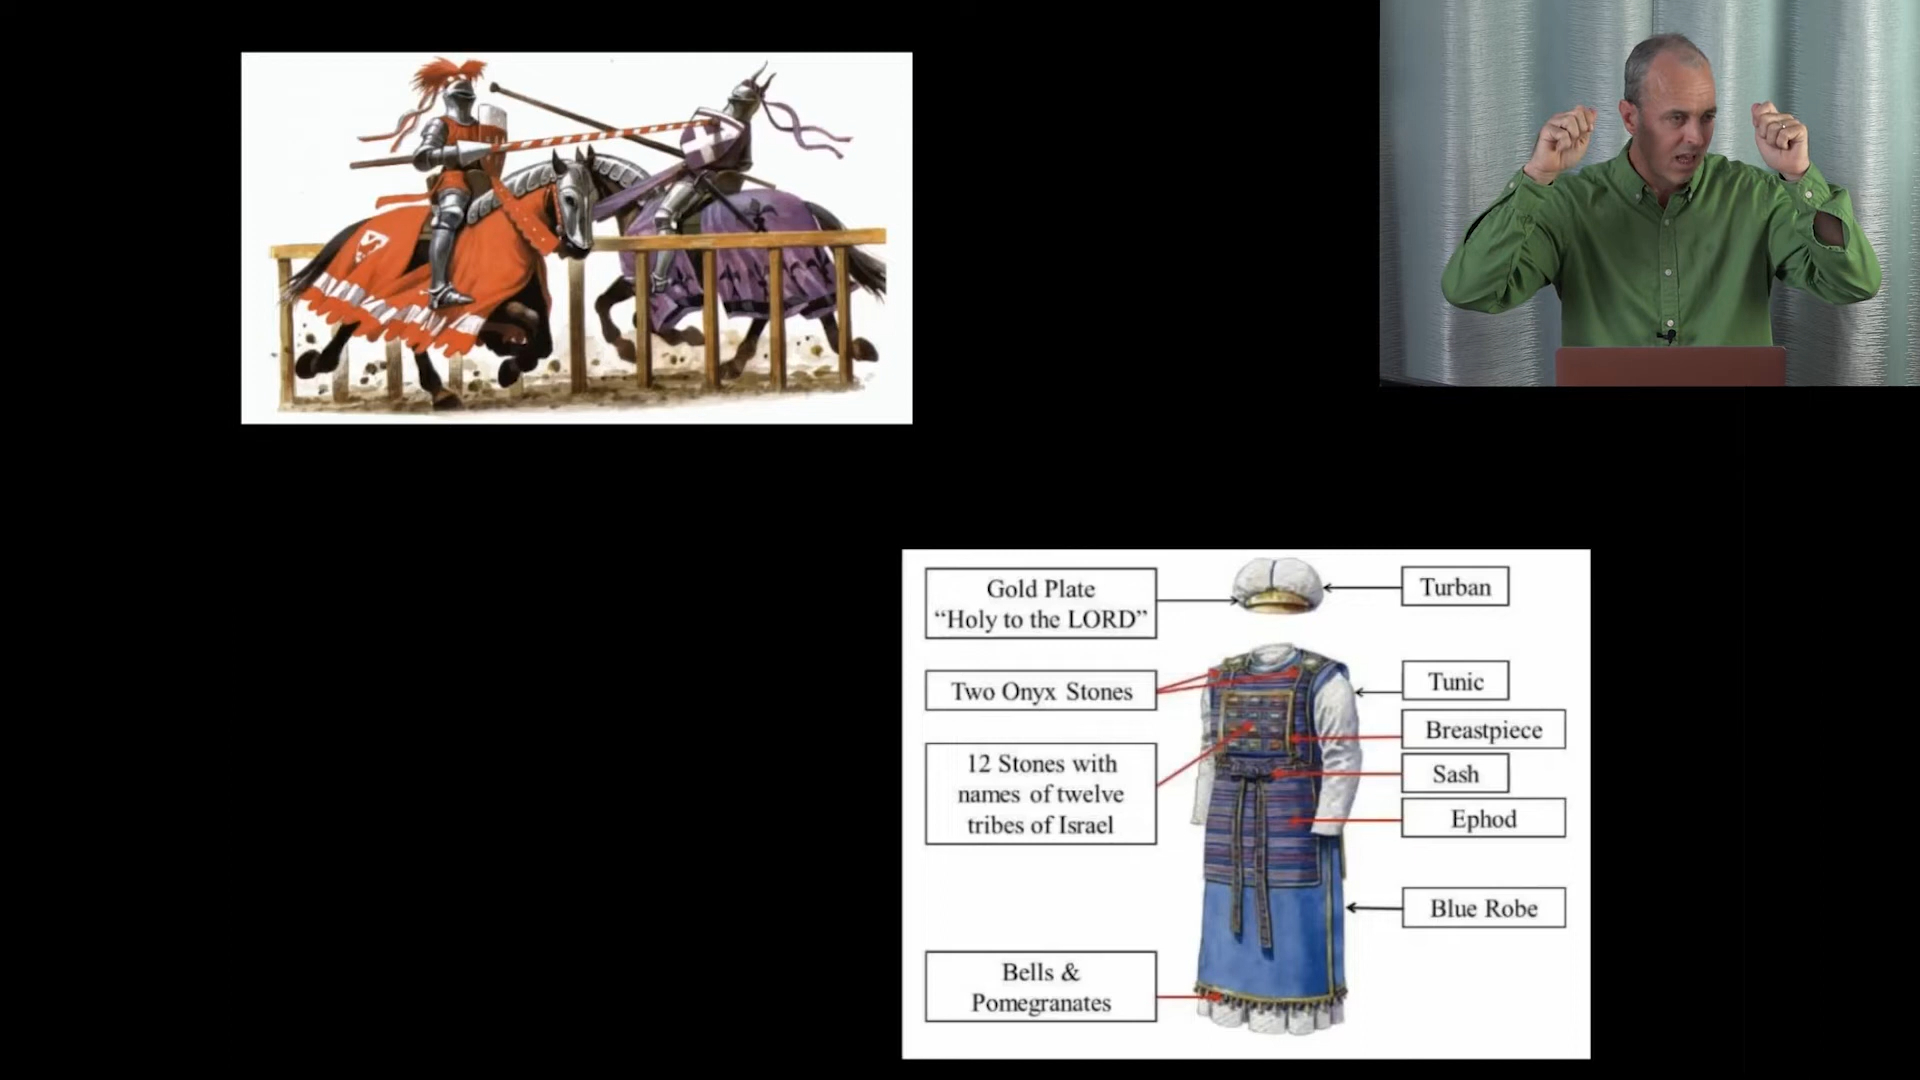 Gold Plate
“Holy to the LORD”
Turban
Two Onyx Stones
Tunic
Breastpiece
12 Stones with
names of twelve
tribes of Israel
Sash
Ephod
Blue Robe
Bells &
Pomegranates